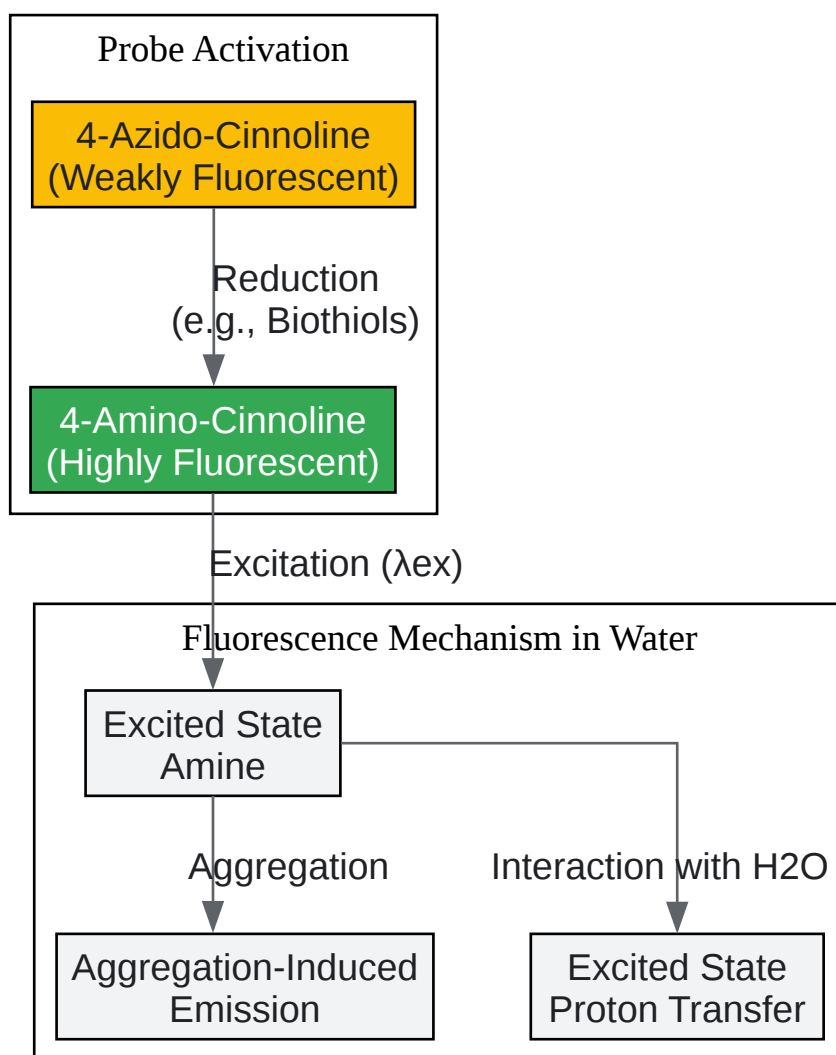 Probe Activation
4-Azido-Cinnoline
(Weakly Fluorescent)
Reduction
(e.g., Biothiols)
4-Amino-Cinnoline
(Highly Fluorescent)
Excitation (λex)
Fluorescence Mechanism in Water
Excited State
Amine
Aggregation
Interaction with H2O
Aggregation-Induced
Emission
Excited State
Proton Transfer